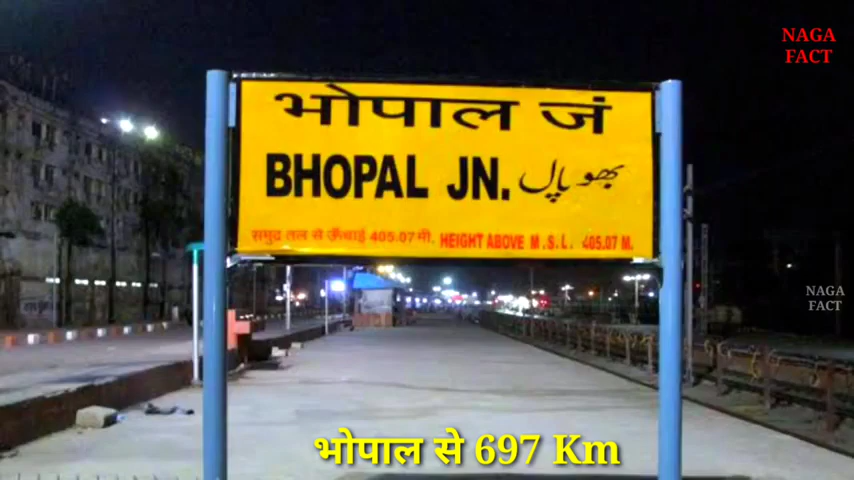 NAGA
FACT
भोपाल जं
BHOPAL JN. بھوپال
समुद्र तल से ऊँचाई 405.07 मी. HEIGHT ABOVE M.S.L. 405.07 M.
NAGA
FACT
भोपाल से 697 Km